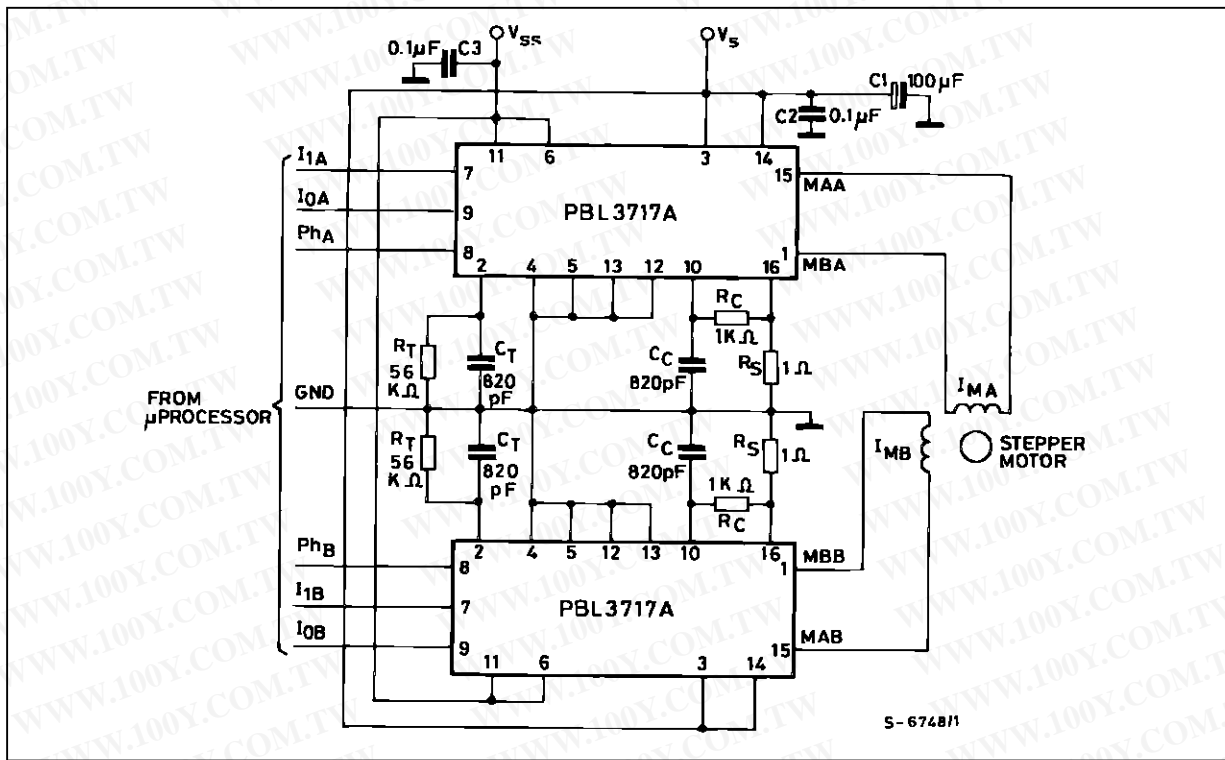 0.1µF
C3
VSS
VS
C1
100µF
C2
0.1µF
11
6
3
14
I1A
7
15
MAA
I0A
9
PBL3717A
PhA
8
1
MBA
2
4
5
13
12
10
16
RC
1KΩ
RT
56
KΩ
CT
820
pF
CC
820pF
RS
1Ω
IMA
FROM
µPROCESSOR
GND
RT
56
KΩ
CT
820
pF
CC
820pF
RS
1Ω
IMB
STEPPER
MOTOR
1KΩ
RC
2
4
5
12
13
10
16
PhB
8
1
MBB
I1B
7
PBL3717A
I0B
9
15
MAB
11
6
3
14
S-6748/1
WWW.100Y.COM.TW